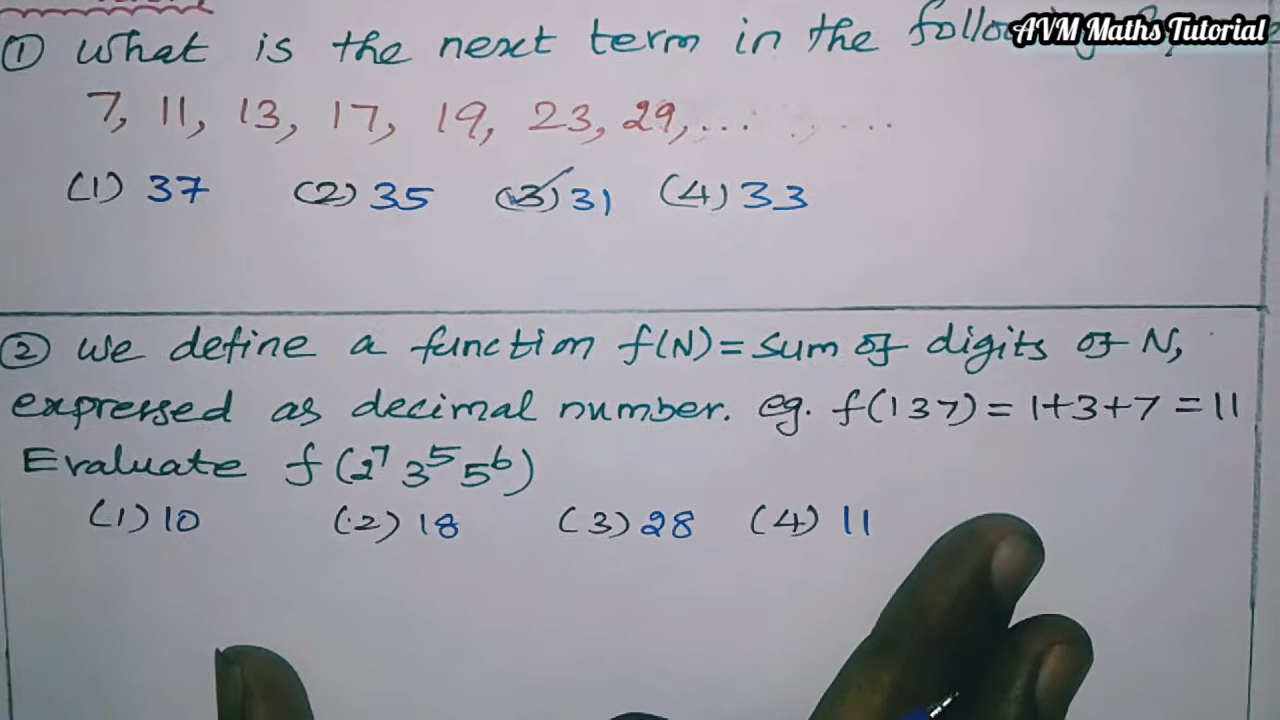 AVM Maths Tutorial
① What is the next term in the
7, 11, 13, 17, 19, 23, 29, ... ...
(1) 37 (2) 35 (3) 31 (4) 33
② We define a function f(N) = Sum of digits of N,
expressed as decimal number. eg. f(137) = 1+3+7 = 11
Evaluate f(2⁷ 3⁵ 5⁶)
(1) 10 (2) 18 (3) 28 (4) 11